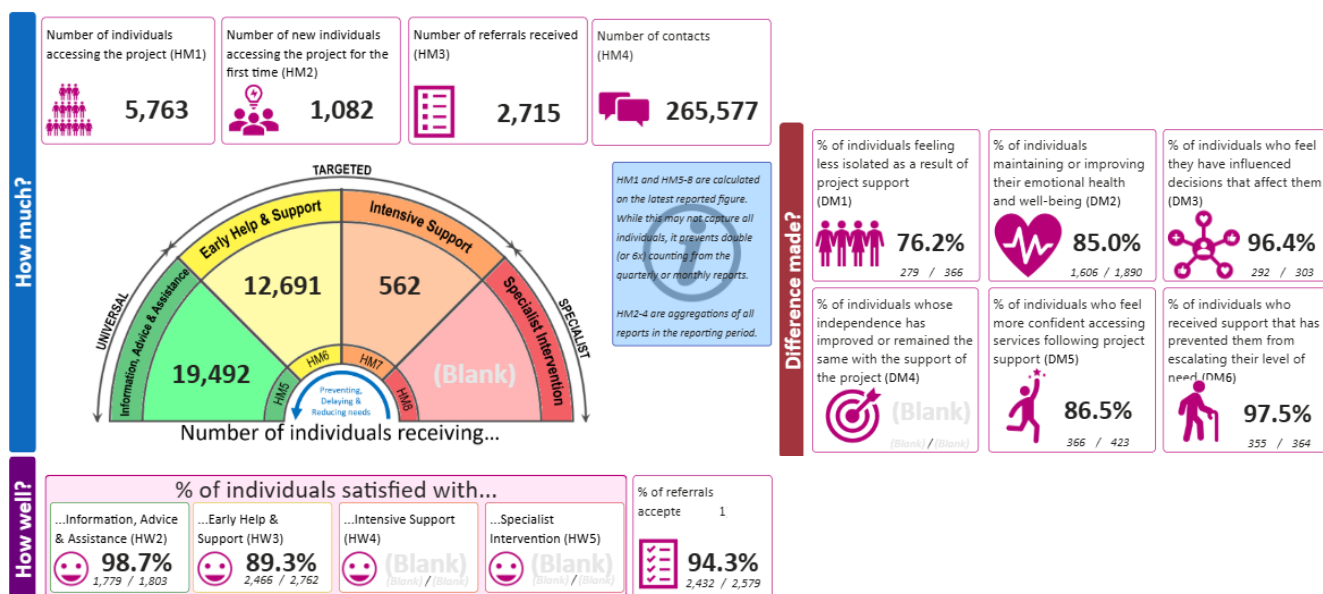 How much?
Number of individuals
accessing the project (HM1)
5,763
Number of new individuals
accessing the project for the
first time (HM2)
1,082
Number of referrals received
(HM3)
2,715
Number of contacts
(HM4)
265,577
TARGETED
UNIVERSAL
SPECIALIST
Information, Advice & Assistance
Early Help & Support
Intensive Support
Specialist Intervention
19,492
12,691
562
(Blank)
HM5
HM6
HM7
HM8
Preventing,
Delaying &
Reducing needs
Number of individuals receiving...
HM1 and HM5-8 are calculated
on the latest reported figure.
While this may not capture all
individuals, it prevents double
(or 6x) counting from the
quarterly or monthly reports.
HM2-4 are aggregations of all
reports in the reporting period.
Difference made?
% of individuals feeling
less isolated as a result of
project support
(DM1)
76.2%
279 / 366
% of individuals
maintaining or improving
their emotional health
and well-being (DM2)
85.0%
1,606 / 1,890
% of individuals who feel
they have influenced
decisions that affect them
(DM3)
96.4%
292 / 303
% of individuals whose
independence has
improved or remained the
same with the support of
the project (DM4)
(Blank)
(Blank) / (Blank)
% of individuals who feel
more confident accessing
services following project
support (DM5)
86.5%
366 / 423
% of individuals who
received support that has
prevented them from
escalating their level of
need (DM6)
97.5%
355 / 364
How well?
% of individuals satisfied with...
...Information, Advice
& Assistance (HW2)
98.7%
1,779 / 1,803
...Early Help &
Support (HW3)
89.3%
2,466 / 2,762
...Intensive Support
(HW4)
(Blank)
(Blank) / (Blank)
...Specialist
Intervention (HW5)
(Blank)
(Blank) / (Blank)
% of referrals
accepte 1
94.3%
2,432 / 2,579